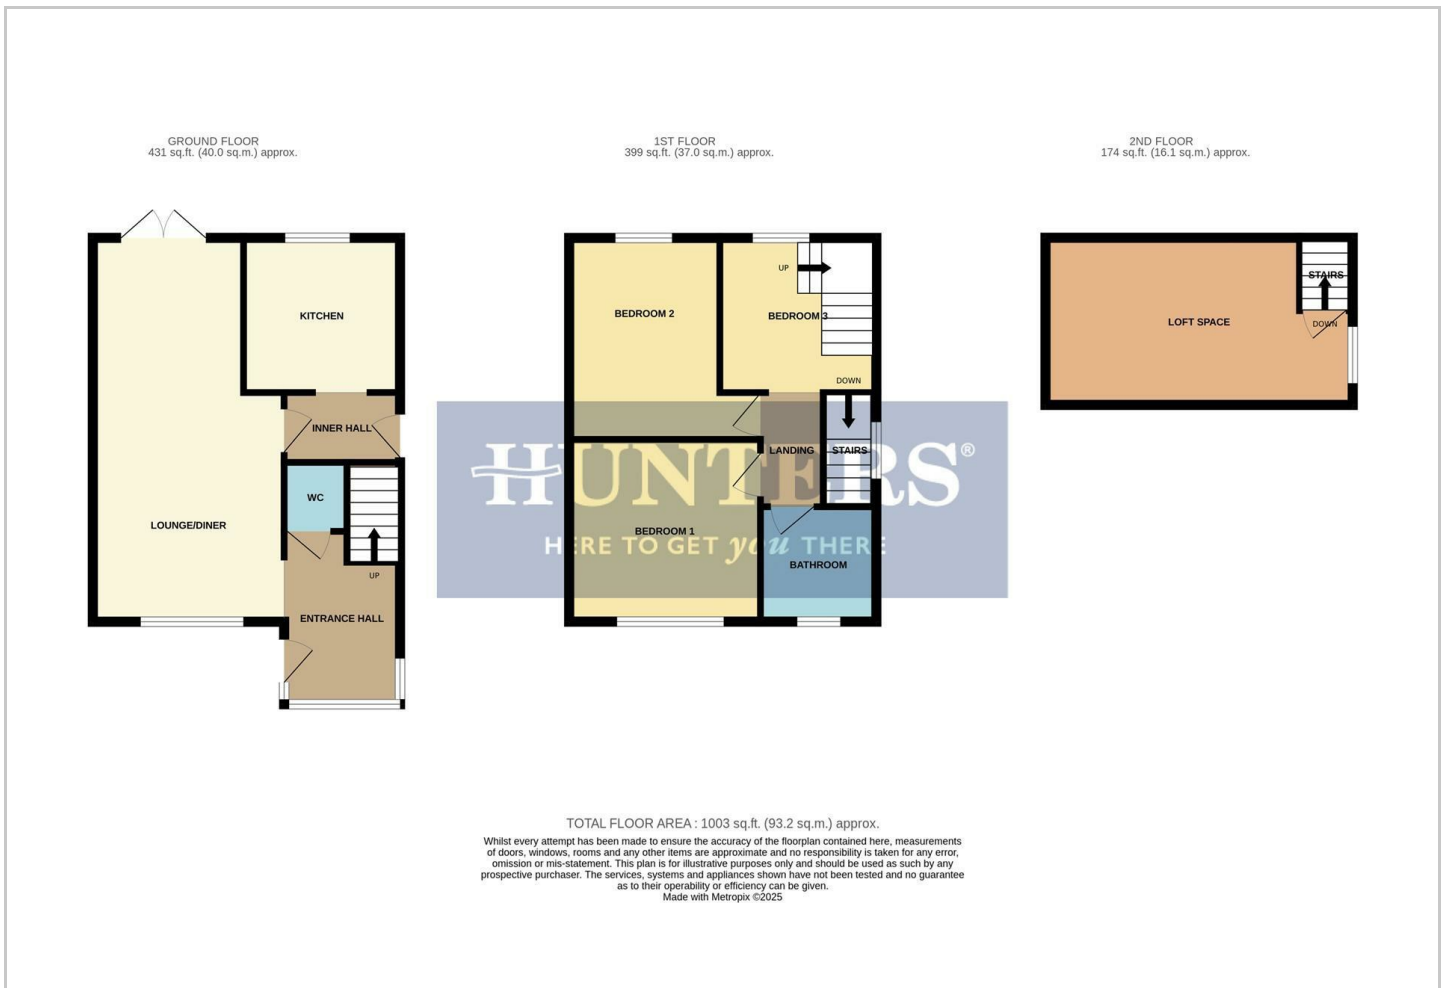 GROUND FLOOR
431 sq.ft. (40.0 sq.m.) approx.
1ST FLOOR
399 sq.ft. (37.0 sq.m.) approx.
2ND FLOOR
174 sq.ft. (16.1 sq.m.) approx.
KITCHEN
INNER HALL
WC
LOUNGE/DINER
UP
ENTRANCE HALL
UP
BEDROOM 2
BEDROOM 3
DOWN
LANDING
STAIRS
BEDROOM 1
BATHROOM
STAIRS
LOFT SPACE
DOWN
HUNTERS®
HERE TO GET you THERE
TOTAL FLOOR AREA : 1003 sq.ft. (93.2 sq.m.) approx.
Whilst every attempt has been made to ensure the accuracy of the floorplan contained here, measurements
of doors, windows, rooms and any other items are approximate and no responsibility is taken for any error,
omission or mis-statement. This plan is for illustrative purposes only and should be used as such by any
prospective purchaser. The services, systems and appliances shown have not been tested and no guarantee
as to their operability or efficiency can be given.
Made with Metropix ©2025